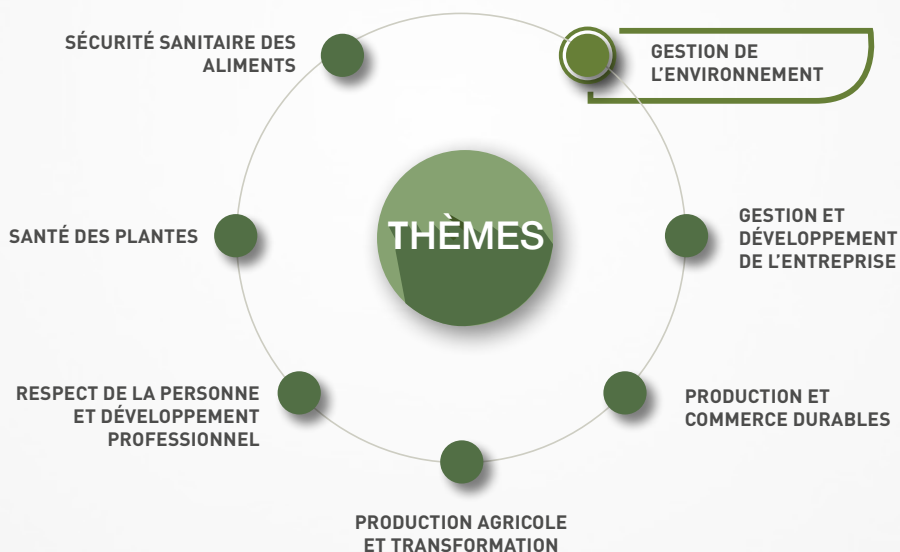 SÉCURITÉ SANITAIRE DES
ALIMENTS
GESTION DE
L'ENVIRONNEMENT
SANTÉ DES PLANTES
THÈMES
GESTION ET
DÉVELOPPEMENT
DE L'ENTREPRISE
RESPECT DE LA PERSONNE
ET DÉVELOPPEMENT
PROFESSIONNEL
PRODUCTION ET
COMMERCE DURABLES
PRODUCTION AGRICOLE
ET TRANSFORMATION